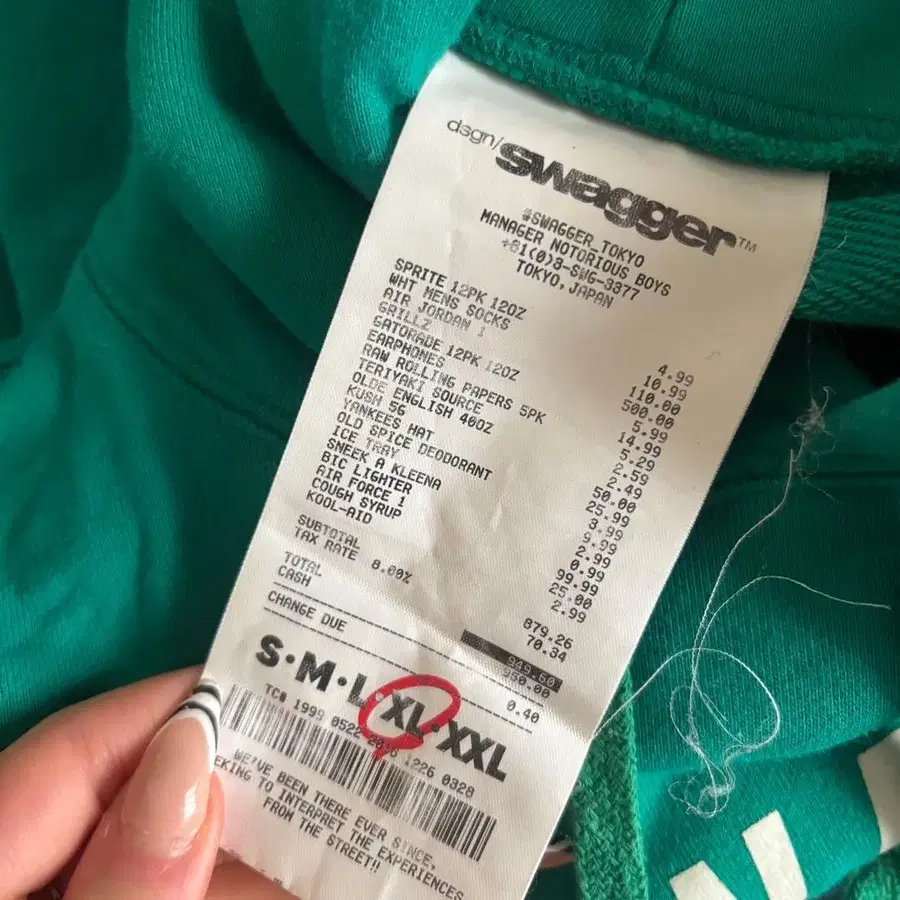 dsgn/swagger™
#SWAGGER_TOKYO
MANAGER NOTORIOUS BOYS
+81(0)3-SWG-3377
TOKYO, JAPAN
SPRITE 12PK 12OZ 4.99
WHT MENS SOCKS 10.99
AIR JORDAN 1 110.00
GRILLZ 500.00
GATORADE 12PK 12OZ 5.99
EARPHONES 14.99
RAW ROLLING PAPERS 5PK 5.29
TERIYAKI SOURCE 2.59
OLDE ENGLISH 40OZ 2.49
KUSH 5G 50.00
YANKEES HAT 25.99
OLD SPICE DEODORANT 3.99
ICE TRAY 9.99
SNEEK A KLEENA 2.99
BIC LIGHTER 0.99
AIR FORCE 1 99.99
COUGH SYRUP 25.00
KOOL-AID 2.99
SUBTOTAL 879.26
TAX RATE 8.00% 70.34
TOTAL 949.60
CASH 950.00
CHANGE DUE 0.40
S·M·L·XL·XXL
TC# 1999 0522 1226 0328
WE'VE BEEN THERE EVER SINCE,
TO INTERPRET THE EXPERIENCES
FROM THE STREET!!